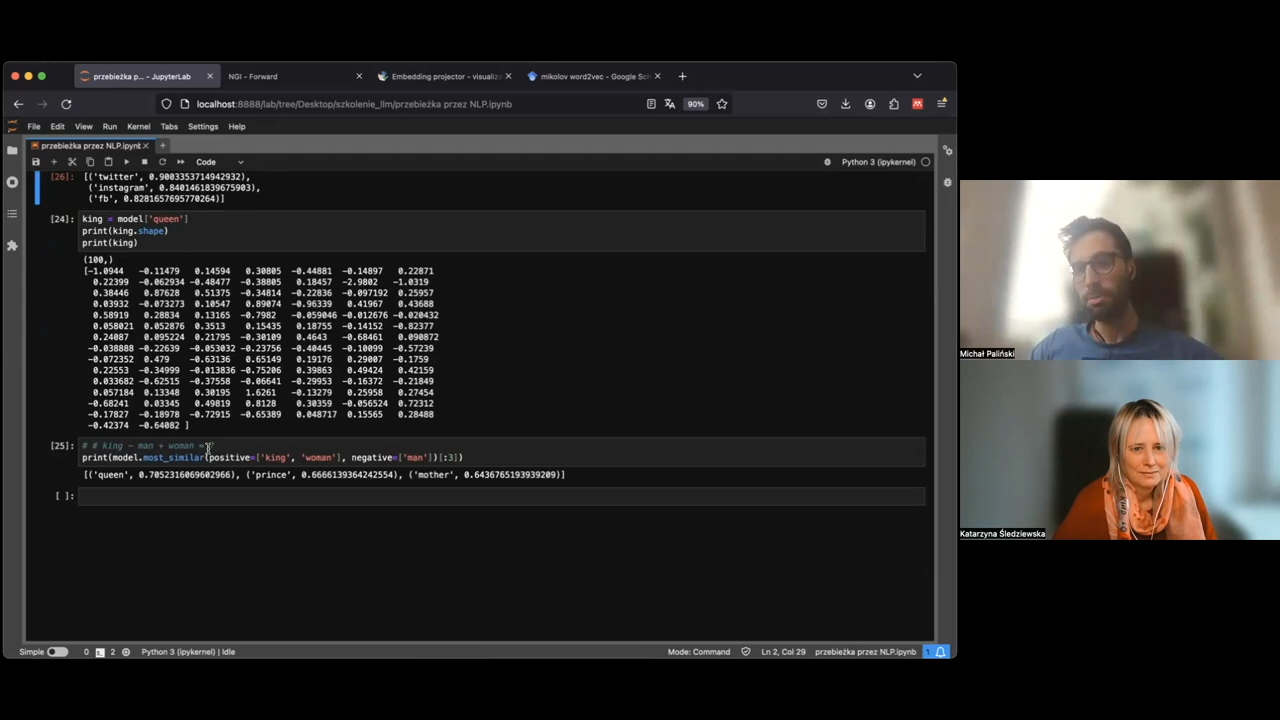 przebieżka p... - JupyterLab
NGI - Forward
Embedding projector - visualiz
mikolov word2vec - Google Sch
localhost:8888/lab/tree/Desktop/szkolenie_llm/przebieżka przez NLP.ipynb
90%
File Edit View Run Kernel Tabs Settings Help
przebieżka przez NLP.ipynb
Code
Python 3 (ipykernel)
[26]: [('twitter', 0.9003353714942932),
('instagram', 0.8401461839675903),
('fb', 0.8281657695770264)]
[24]: king = model['queen']
print(king.shape)
print(king)
(100,)
[-1.0944 -0.11479 0.14594 0.30805 -0.44881 -0.14897 0.22871
0.22399 -0.062934 -0.48477 -0.38805 0.18457 -2.9802 -1.0319
0.38446 0.87628 0.51375 -0.34814 -0.22836 -0.097192 0.25957
0.03932 -0.073273 0.10547 0.89074 -0.96339 0.41967 0.43688
0.58919 0.28834 0.13165 -0.7982 -0.059046 -0.012676 -0.020432
0.058021 0.052876 0.3513 0.15435 0.18755 -0.14152 -0.82377
0.24087 0.095224 0.21795 -0.30109 0.4643 -0.68461 0.090872
-0.038888 -0.22639 -0.053032 -0.23756 -0.40445 -0.10099 -0.57239
-0.072352 0.479 -0.63136 0.65149 0.19176 0.29007 -0.1759
0.22553 -0.34999 -0.013836 -0.75206 0.39863 0.49424 0.42159
0.033682 -0.62515 -0.37558 -0.06641 -0.29953 -0.16372 -0.21849
0.057184 0.13348 0.30195 1.6261 -0.13279 0.25958 0.27454
-0.68241 0.03345 0.49819 0.8128 0.30359 -0.056524 0.72312
-0.17827 -0.18978 -0.72915 -0.65389 0.048717 0.15565 0.28488
-0.42374 -0.64082 ]
[25]: # # king - man + woman =
print(model.most_similar(positive=['king', 'woman'], negative=['man'])[:3])
[('queen', 0.7052316069602966), ('prince', 0.6666139364242554), ('mother', 0.6436765193939209)]
[ ]:
Simple 0 2 Python 3 (ipykernel) | Idle
Mode: Command Ln 2, Col 29 przebieżka przez NLP.ipynb 1
Michał Paliński
Katarzyna Śledziewska